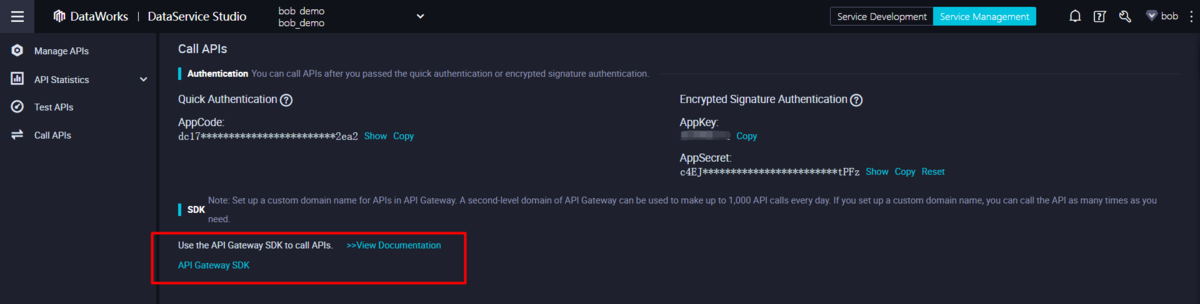 DataWorks | DataService Studio
bob demo
bob_demo
Service Development Service Management
bob
Manage APIs
API Statistics
Test APIs
Call APIs
Call APIs
Authentication You can call APIs after you passed the quick authentication or encrypted signature authentication.
Quick Authentication ?
AppCode:
dc17************************2ea2 Show Copy
Encrypted Signature Authentication ?
AppKey:
Copy
AppSecret:
c4EJ************************tPFz Show Copy Reset
SDK Note: Set up a custom domain name for APIs in API Gateway. A second-level domain of API Gateway can be used to make up to 1,000 API calls every day. If you set up a custom domain name, you can call the API as many times as you
need.
Use the API Gateway SDK to call APIs. >>View Documentation
API Gateway SDK